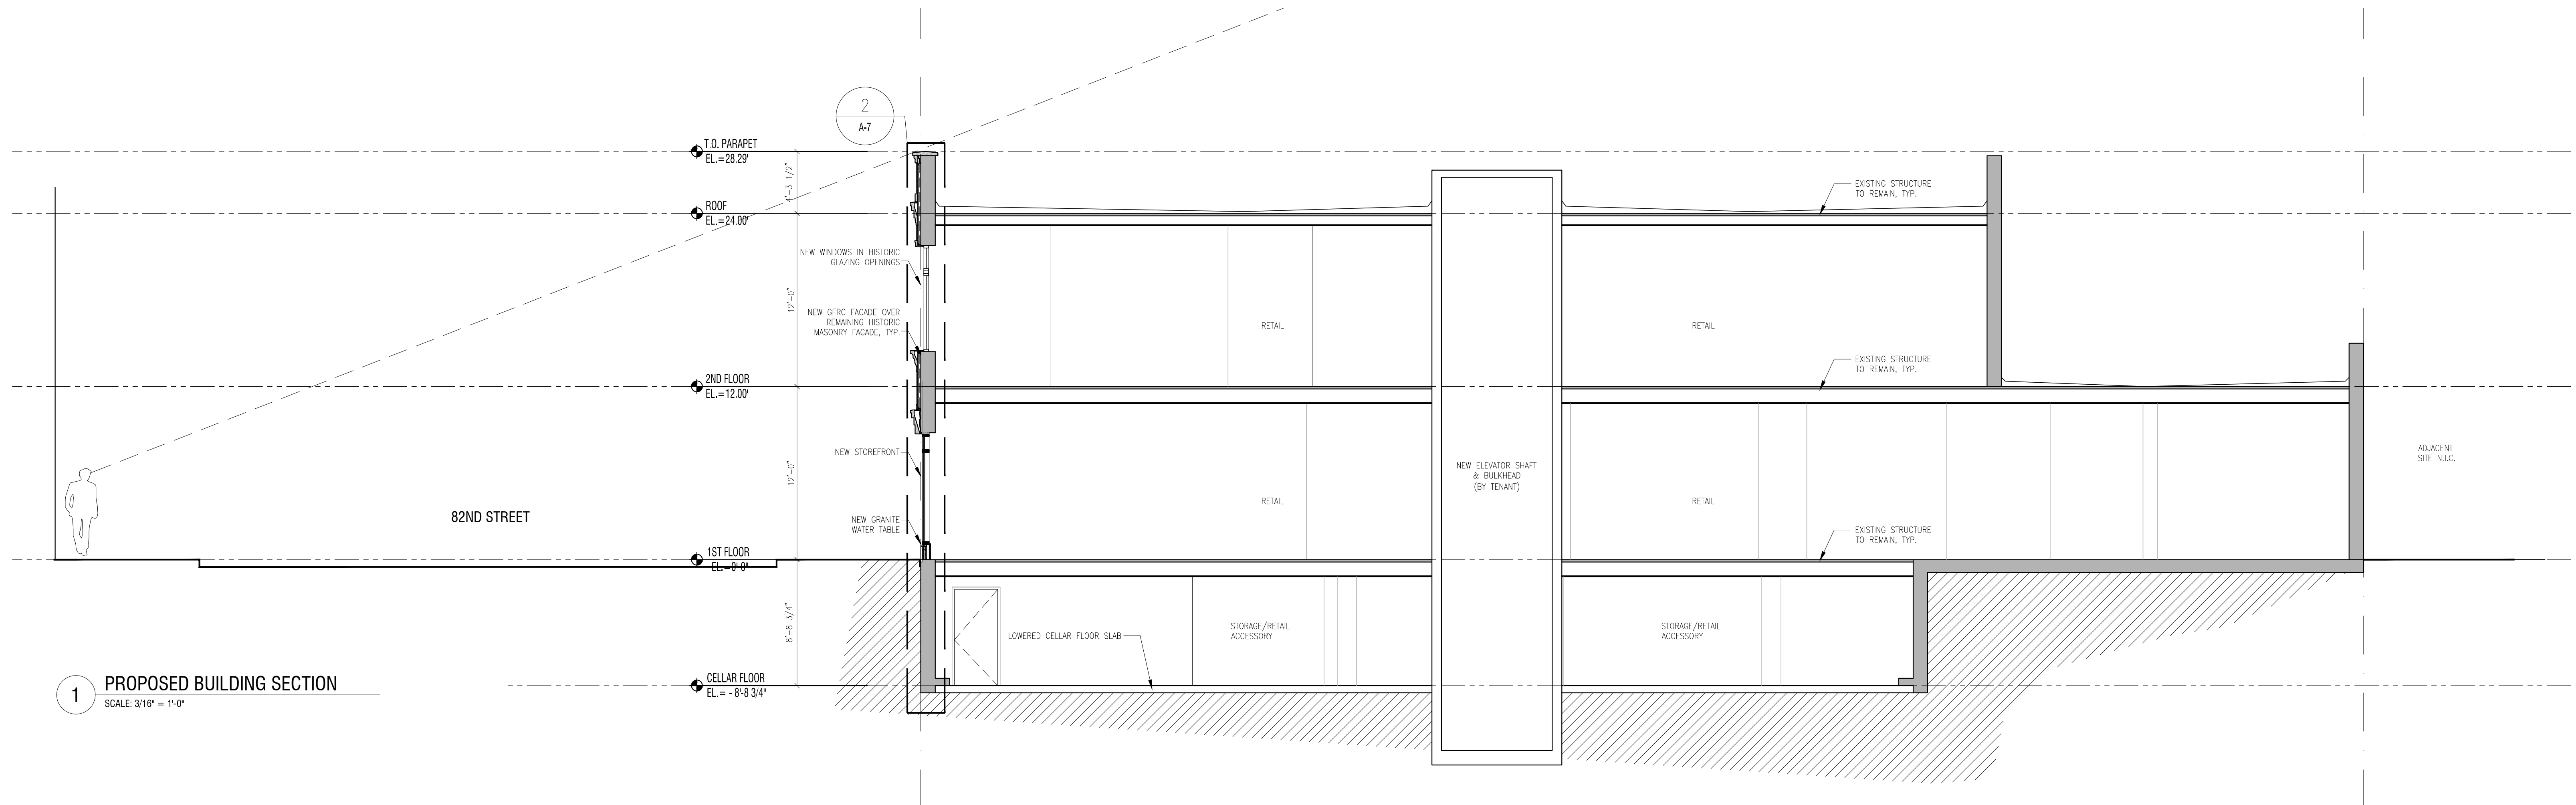 2
A-7
T.O. PARAPET
EL.=28.29'
4'-3 1/2"
ROOF
EL.=24.00'
EXISTING STRUCTURE
TO REMAIN, TYP.
NEW WINDOWS IN HISTORIC
GLAZING OPENINGS
12'-0"
NEW GFRC FACADE OVER
REMAINING HISTORIC
MASONRY FACADE, TYP.
RETAIL
RETAIL
2ND FLOOR
EL.=12.00'
EXISTING STRUCTURE
TO REMAIN, TYP.
NEW STOREFRONT
12'-0"
NEW ELEVATOR SHAFT
& BULKHEAD
(BY TENANT)
ADJACENT
SITE N.I.C.
RETAIL
RETAIL
82ND STREET
NEW GRANITE
WATER TABLE
EXISTING STRUCTURE
TO REMAIN, TYP.
1ST FLOOR
EL.=0'-0"
8'-8 3/4"
LOWERED CELLAR FLOOR SLAB
STORAGE/RETAIL
ACCESSORY
STORAGE/RETAIL
ACCESSORY
CELLAR FLOOR
EL.= - 8'-8 3/4"
1
PROPOSED BUILDING SECTION
SCALE: 3/16" = 1'-0"